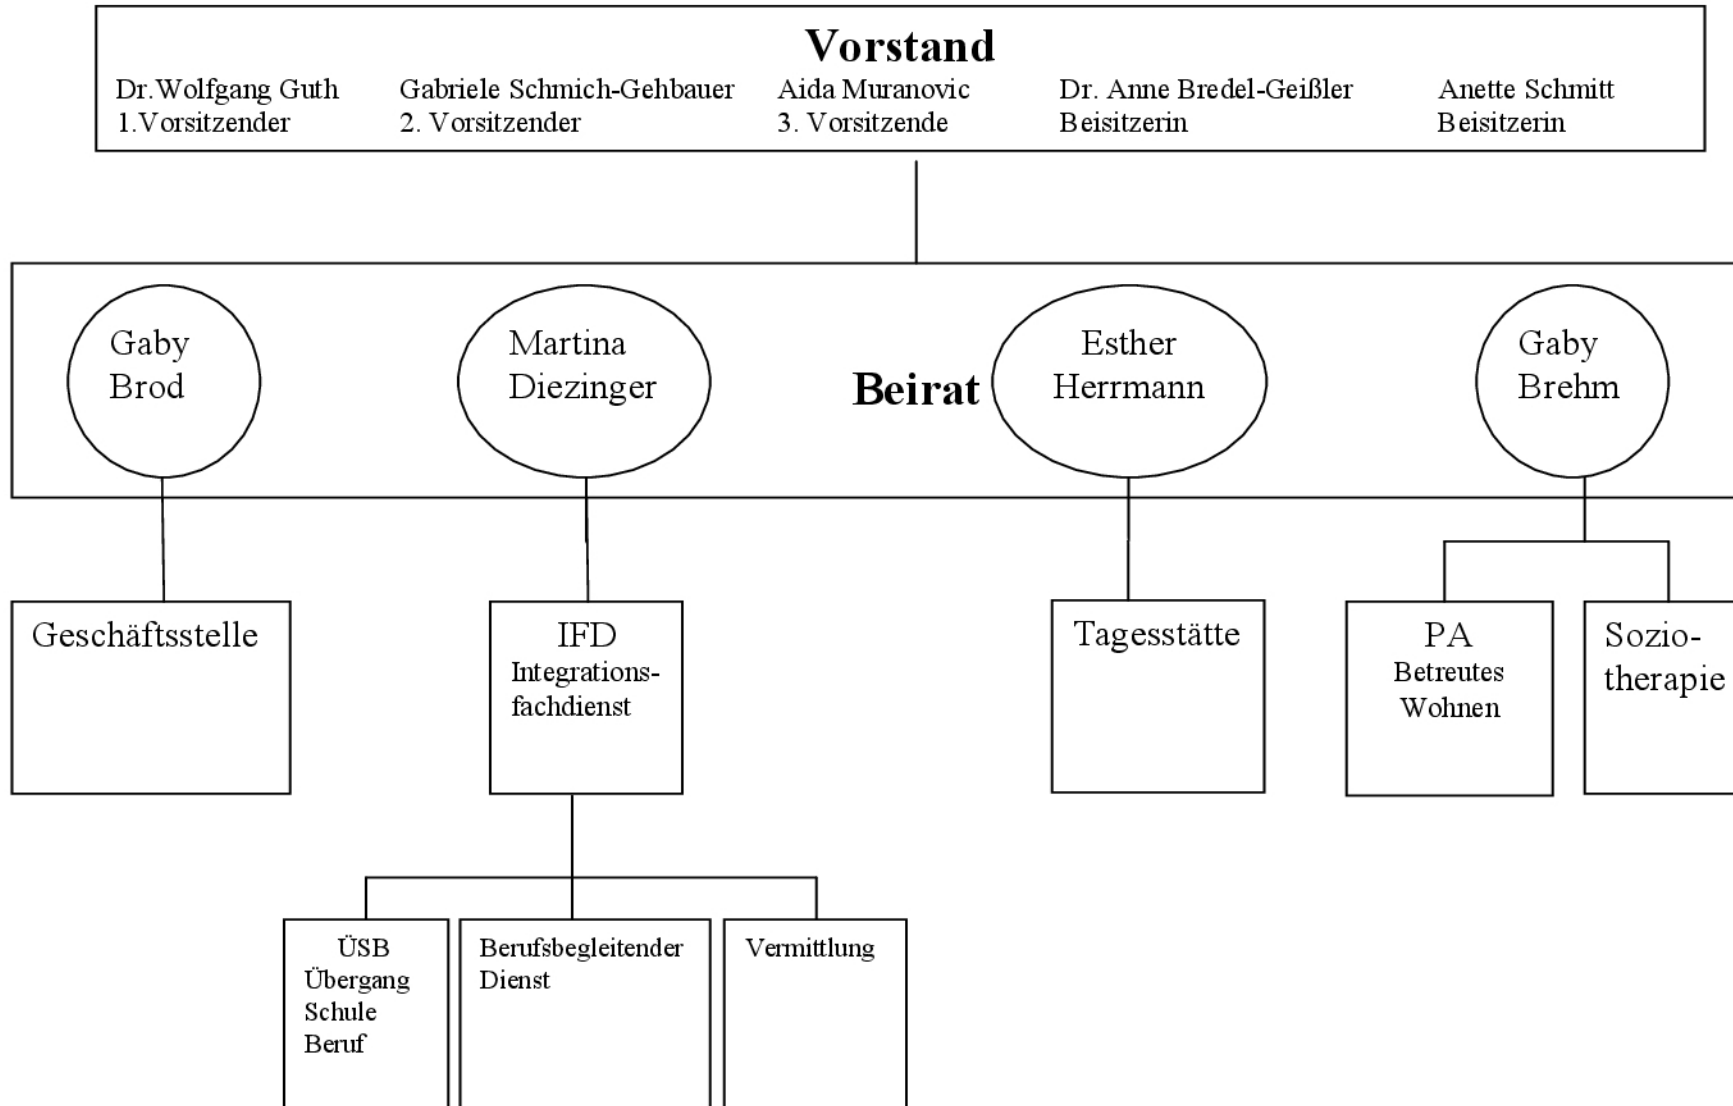 Vorstand
Dr.Wolfgang Guth Gabriele Schmich-Gehbauer Aida Muranovic Dr. Anne Bredel-Geißler Anette Schmitt
1.Vorsitzender 2. Vorsitzender 3. Vorsitzende Beisitzerin Beisitzerin
Gaby
Brod
Martina
Diezinger
Beirat
Esther
Herrmann
Gaby
Brehm
Geschäftsstelle
IFD
Integrations-
fachdienst
Tagesstätte
PA
Betreutes
Wohnen
Sozio-
therapie
ÜSB
Übergang
Schule
Beruf
Berufsbegleitender
Dienst
Vermittlung